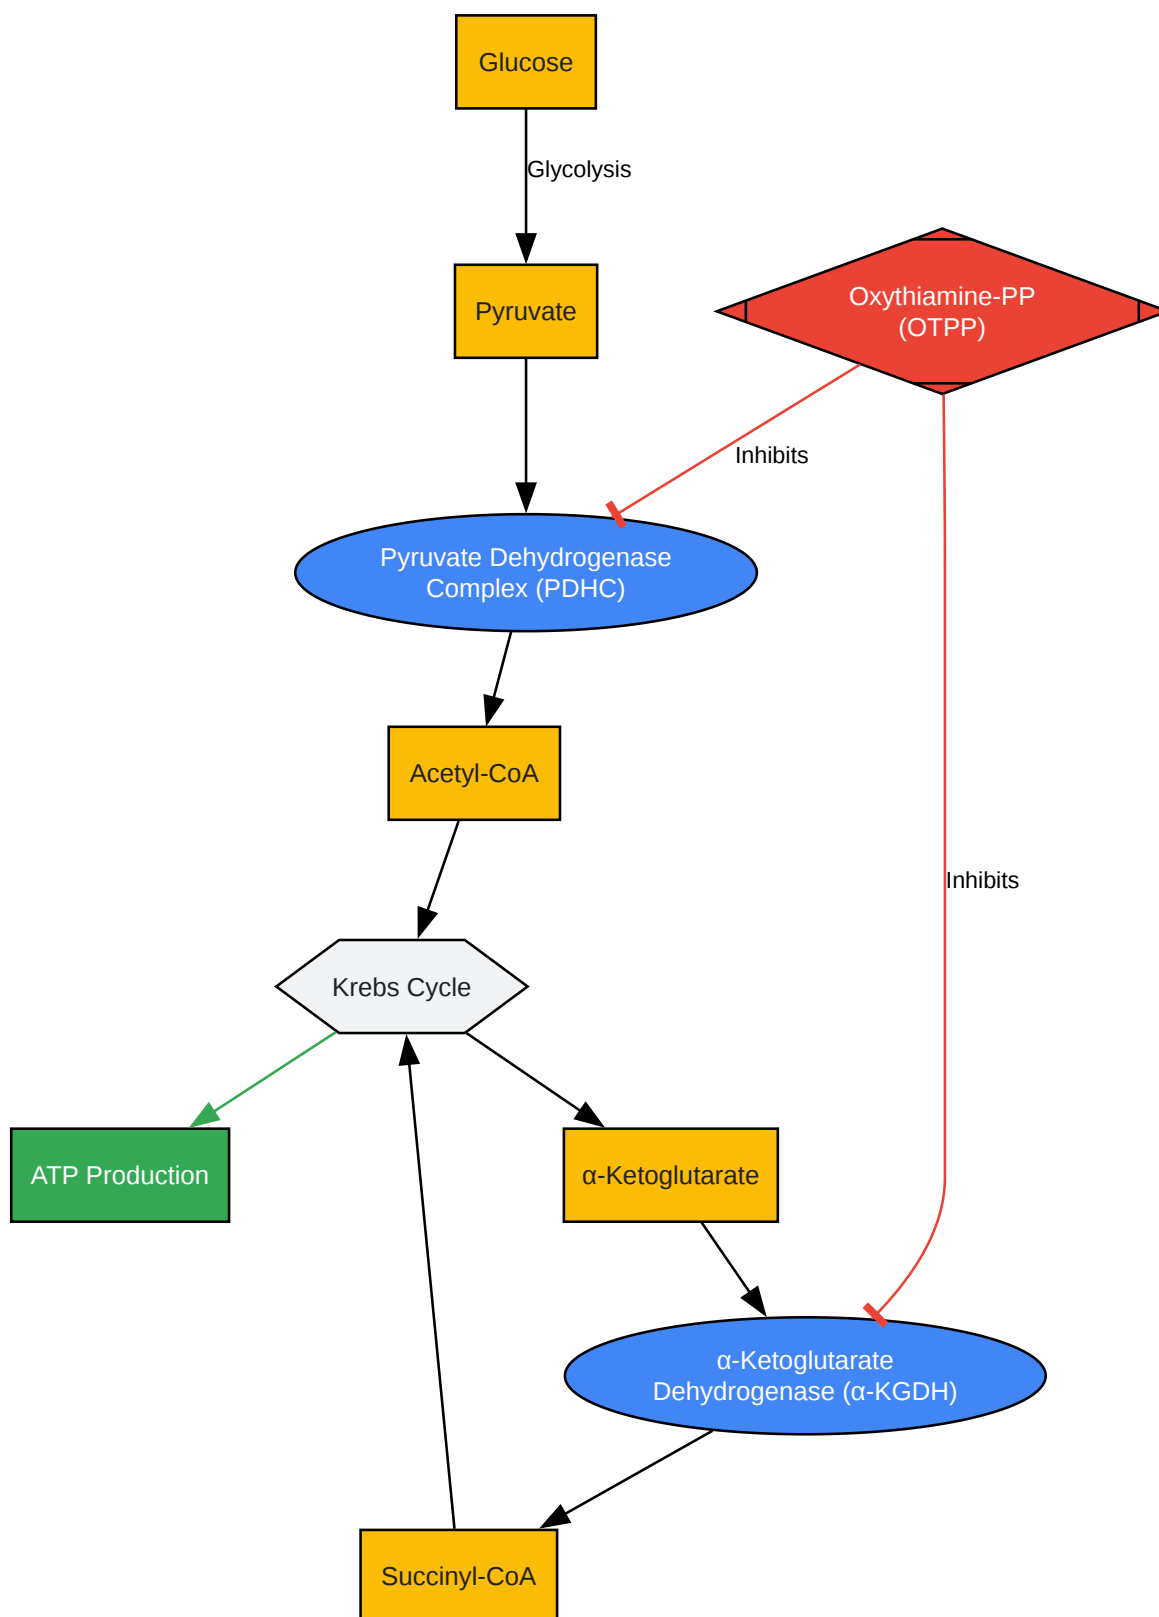 Glucose
Glycolysis
Oxythiamine-PP
(OTPP)
Pyruvate
Inhibits
Pyruvate Dehydrogenase
Complex (PDHC)
Acetyl-CoA
Inhibits
Krebs Cycle
ATP Production
α-Ketoglutarate
α-Ketoglutarate
Dehydrogenase (α-KGDH)
Succinyl-CoA